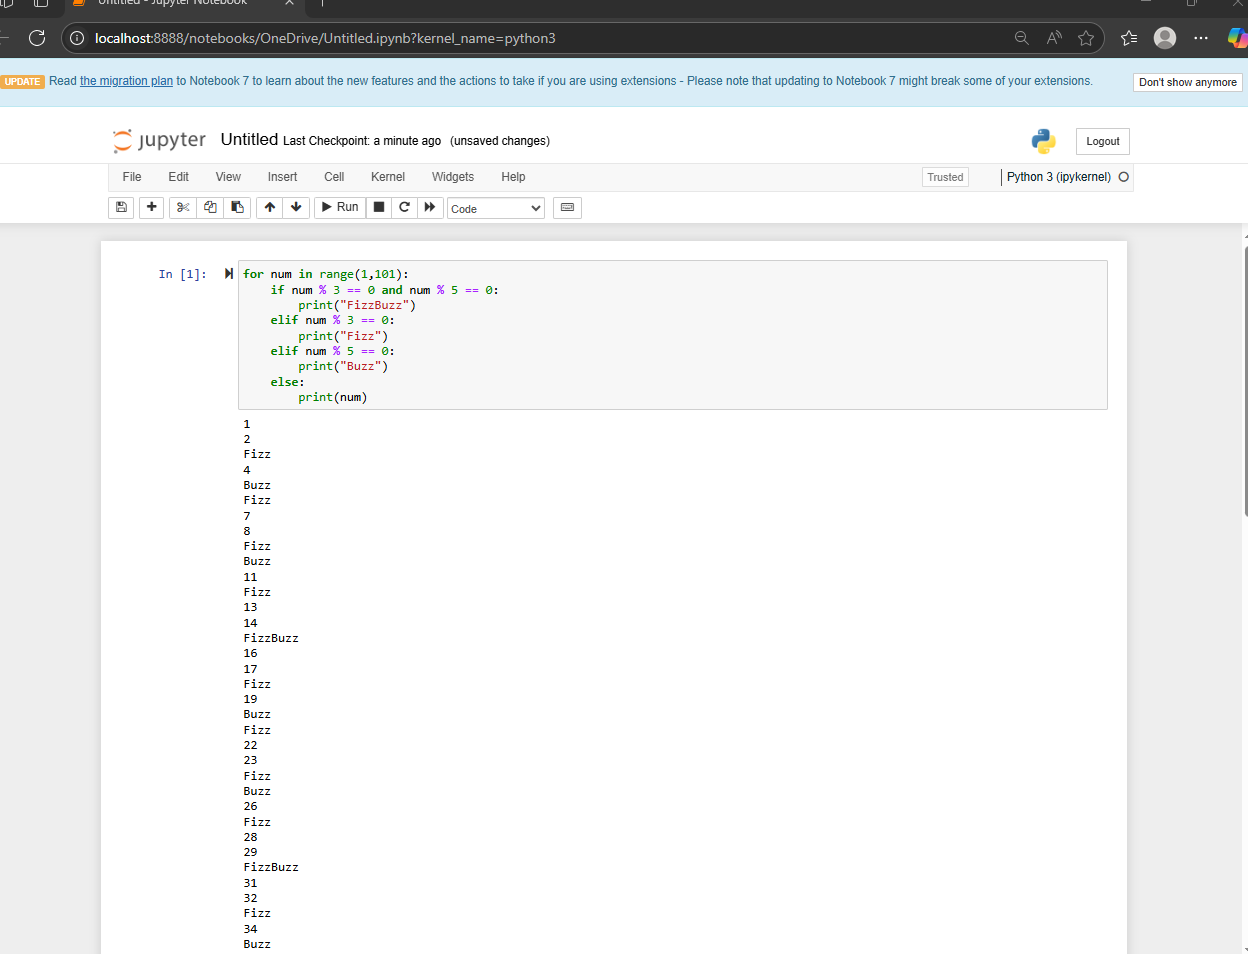 Untitled - Jupyter Notebook
localhost:8888/notebooks/OneDrive/Untitled.ipynb?kernel_name=python3
UPDATE Read the migration plan to Notebook 7 to learn about the new features and the actions to take if you are using extensions - Please note that updating to Notebook 7 might break some of your extensions. Don't show anymore
jupyter Untitled Last Checkpoint: a minute ago (unsaved changes) Logout
File Edit View Insert Cell Kernel Widgets Help Trusted Python 3 (ipykernel)
Run Code
In [1]: for num in range(1,101):
    if num % 3 == 0 and num % 5 == 0:
        print("FizzBuzz")
    elif num % 3 == 0:
        print("Fizz")
    elif num % 5 == 0:
        print("Buzz")
    else:
        print(num)
1
2
Fizz
4
Buzz
Fizz
7
8
Fizz
Buzz
11
Fizz
13
14
FizzBuzz
16
17
Fizz
19
Buzz
Fizz
22
23
Fizz
Buzz
26
Fizz
28
29
FizzBuzz
31
32
Fizz
34
Buzz